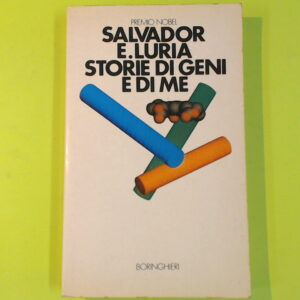 PREMIO NOBEL
SALVADOR
E. LURIA
STORIE DI GENI
E DI ME
BORINGHIERI